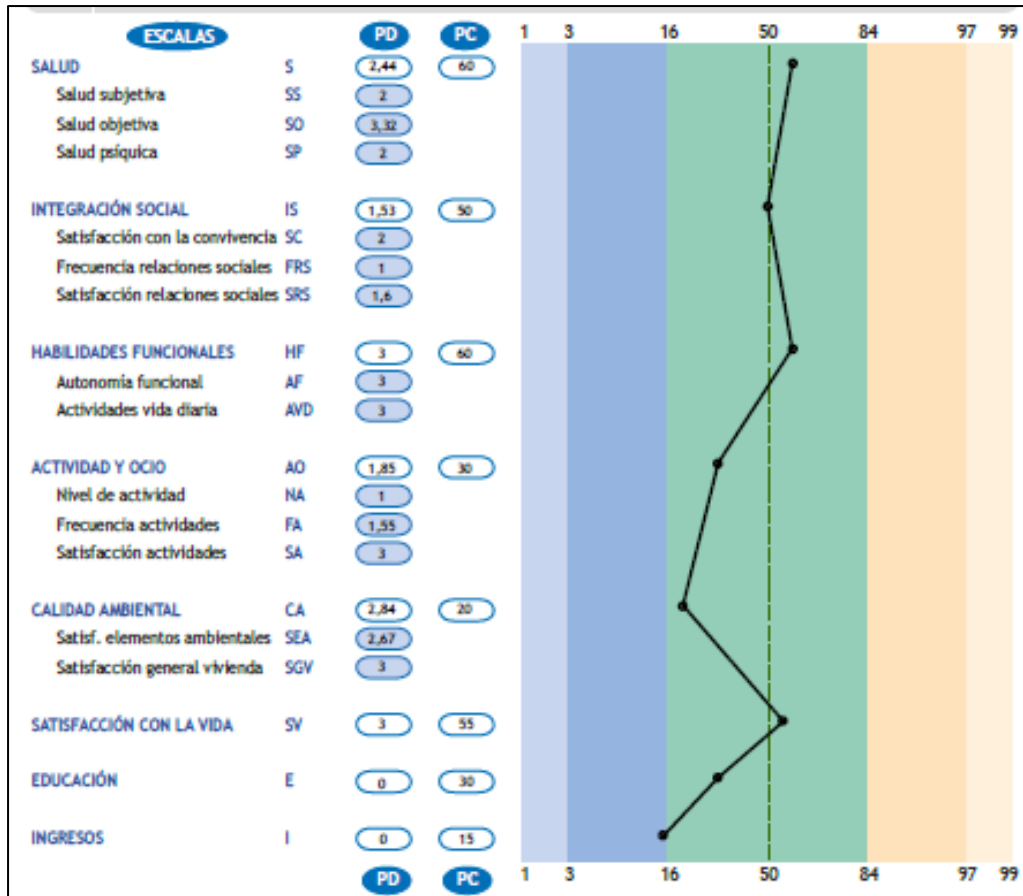 ESCALAS PD PC 1 3 16 50 84 97 99
SALUD S 2,44 60
Salud subjetiva SS 2
Salud objetiva SO 3,32
Salud psíquica SP 2
INTEGRACIÓN SOCIAL IS 1,53 50
Satisfacción con la convivencia SC 2
Frecuencia relaciones sociales FRS 1
Satisfacción relaciones sociales SRS 1,6
HABILIDADES FUNCIONALES HF 3 60
Autonomía funcional AF 3
Actividades vida diaria AVD 3
ACTIVIDAD Y OCIO AO 1,85 30
Nivel de actividad NA 1
Frecuencia actividades FA 1,55
Satisfacción actividades SA 3
CALIDAD AMBIENTAL CA 2,84 20
Satisf. elementos ambientales SEA 2,67
Satisfacción general vivienda SGV 3
SATISFACCIÓN CON LA VIDA SV 3 55
EDUCACIÓN E 0 30
INGRESOS I 0 15
PD PC 1 3 16 50 84 97 99